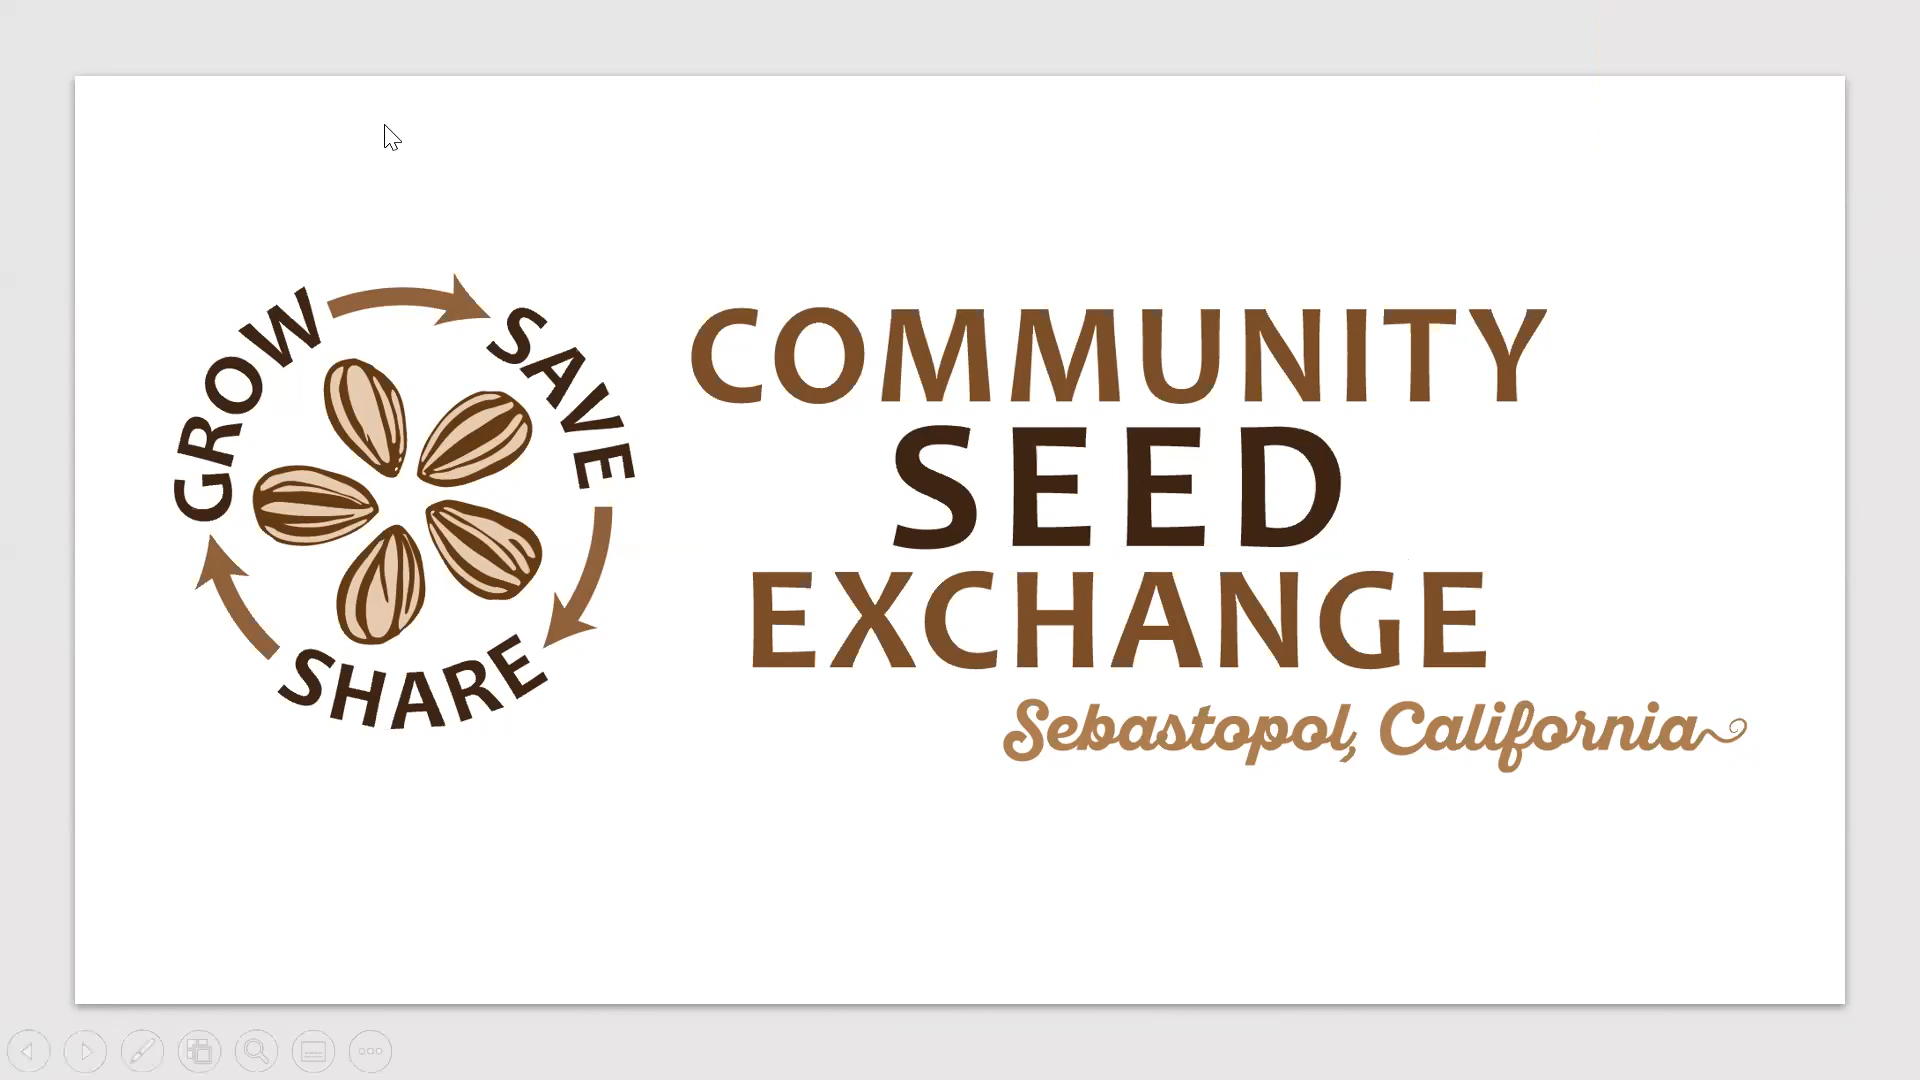 GROW
SAVE
SHARE
COMMUNITY
SEED
EXCHANGE
Sebastopol, California